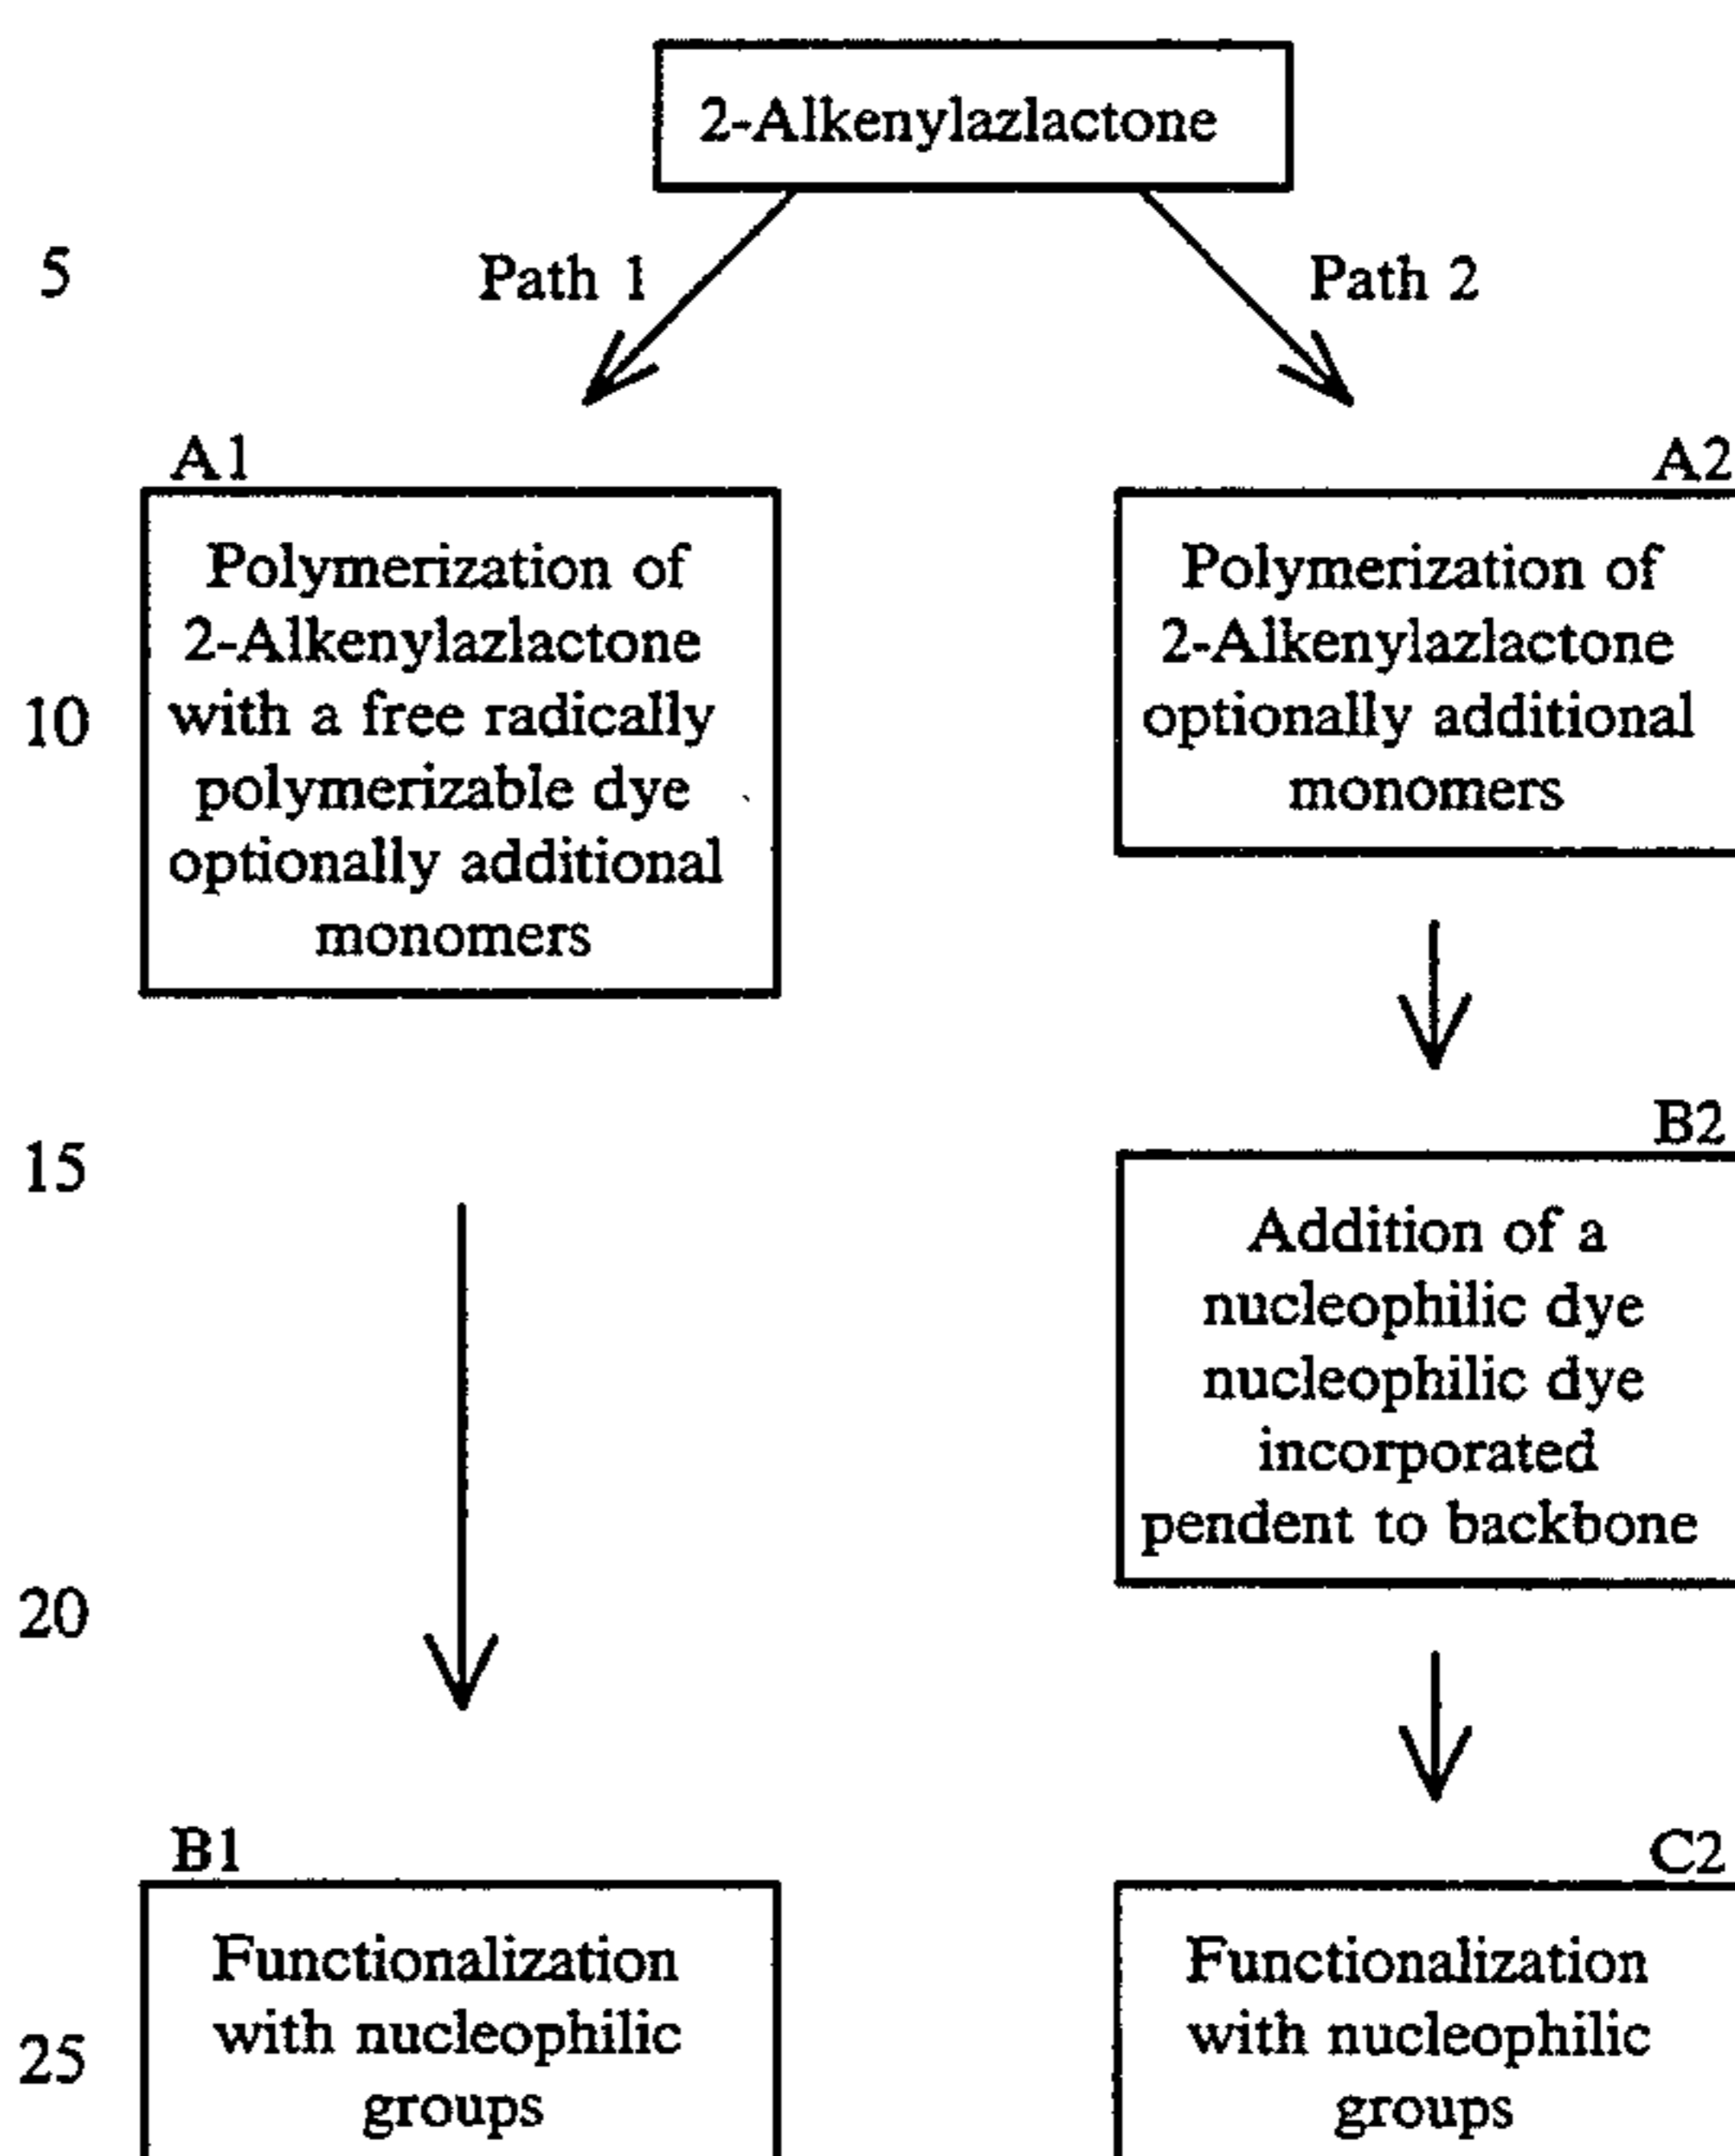 2-Alkenylazlactone
5
Path 1
Path 2
A1
Polymerization of
2-Alkenylazlactone
with a free radically
10
polymerizable dye
optionally additional
monomers
A2
Polymerization of
2-Alkenylazlactone
optionally additional
monomers
15
B2
Addition of a
nucleophilic dye
nucleophilic dye
incorporated
pendent to backbone
20
B1
Functionalization
with nucleophilic
groups
25
C2
Functionalization
with nucleophilic
groups